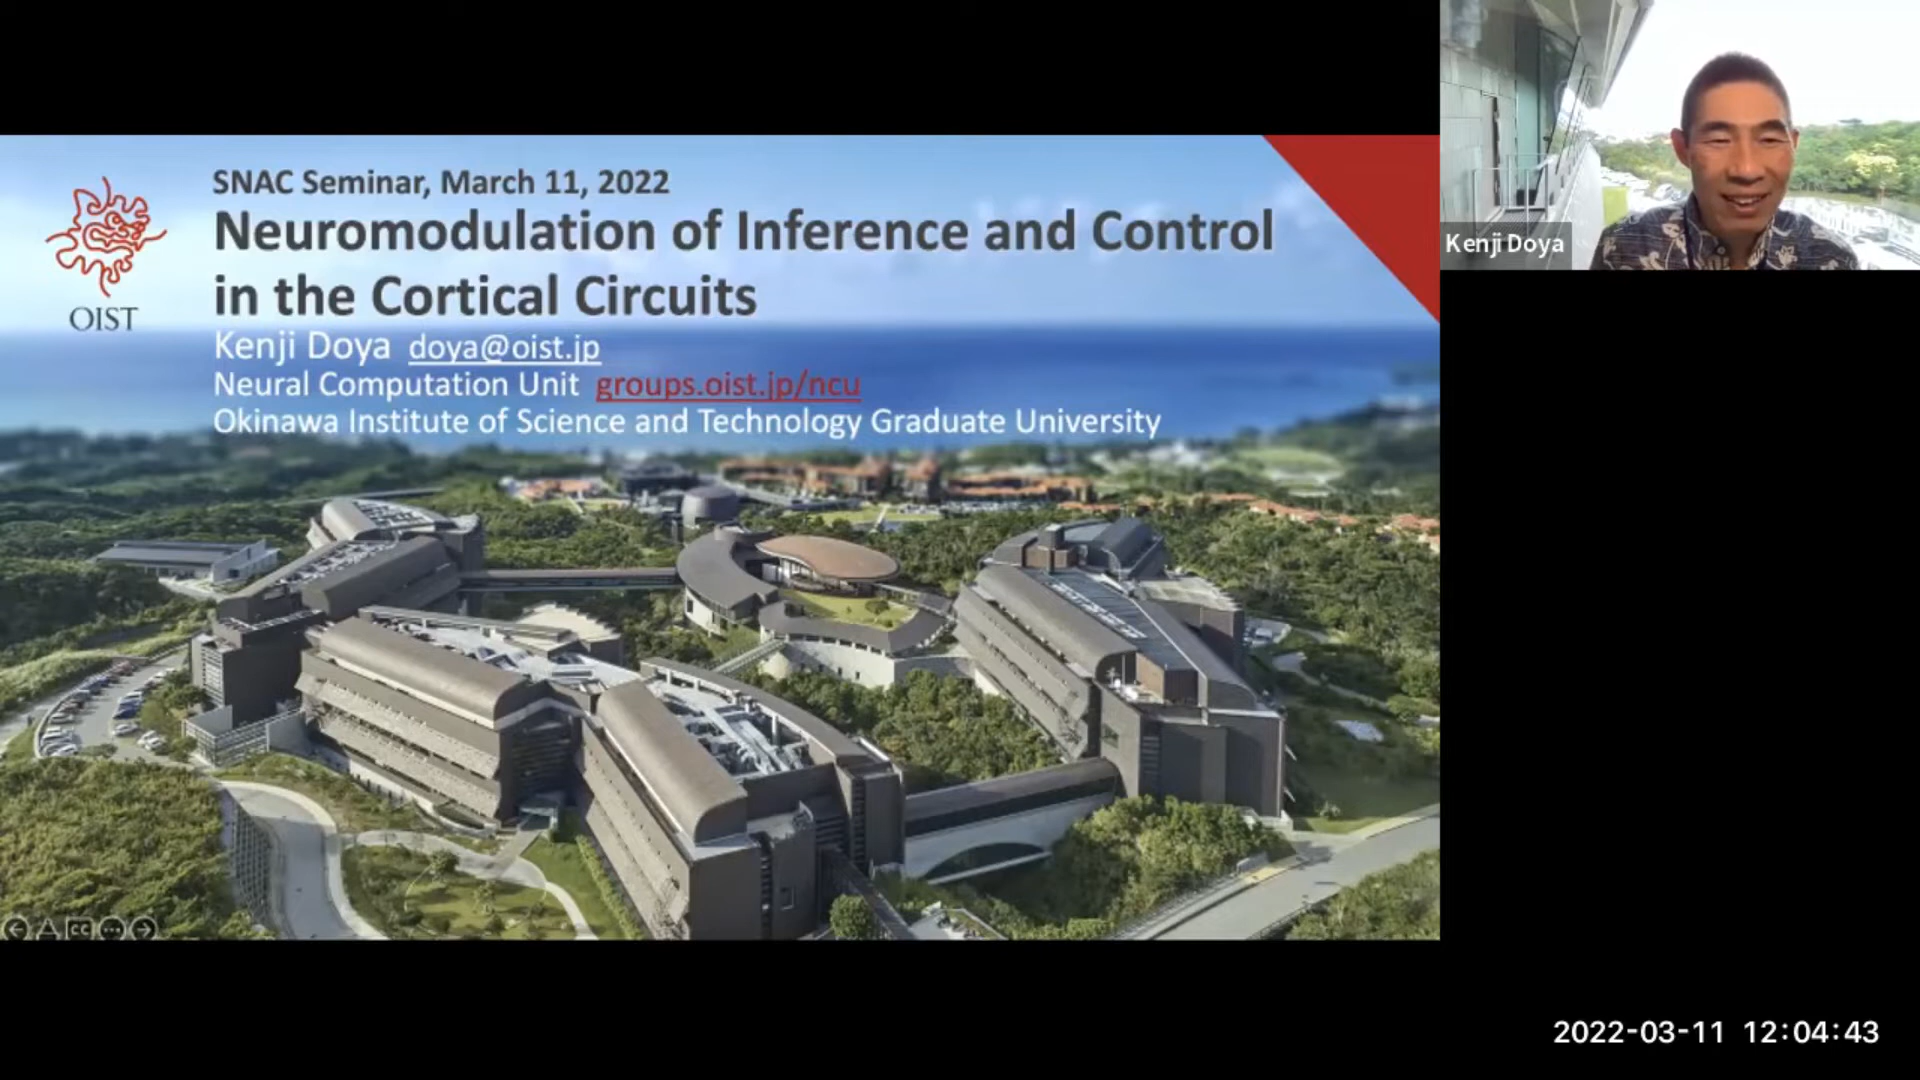 SNAC Seminar, March 11, 2022
Neuromodulation of Inference and Control
in the Cortical Circuits
Kenji Doya doya@oist.jp
Neural Computation Unit groups.oist.jp/ncu
Okinawa Institute of Science and Technology Graduate University
OIST
Kenji Doya
CC
2022-03-11 12:04:43